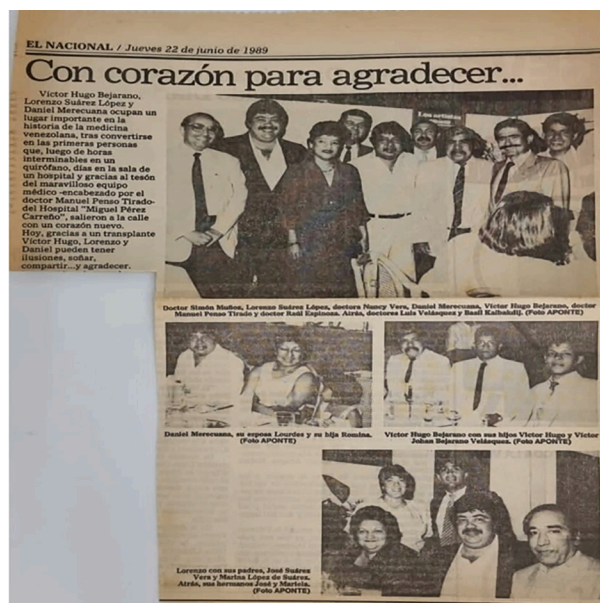 EL NACIONAL / Jueves 22 de junio de 1989
Con corazón para agradecer...
Víctor Hugo Bejarano,
Lorenzo Suárez López y
Daniel Merecuana ocupan un
lugar importante en la
historia de la medicina
venezolana, tras convertirse
en las primeras personas
que, luego de horas
interminables en un
quirófano, días en la sala de
un hospital y gracias al tesón
del maravilloso equipo
médico -encabezado por el
doctor Manuel Penso Tirado-
del Hospital "Miguel Pérez
Carreño", salieron a la calle
con un corazón nuevo.
Hoy, gracias a un transplante
Víctor Hugo, Lorenzo y
Daniel pueden tener
ilusiones, soñar,
compartir...y agradecer.
Los artistas
Doctor Simón Muñoz, Lorenzo Suárez López, doctora Nancy Vera, Daniel Merecuana, Víctor Hugo Bejarano, doctor
Manuel Penso Tirado y doctor Raúl Espinoza. Atrás, doctores Luis Velásquez y Basil Kalbakdij. (Foto APONTE)
Daniel Merecuana, su esposa Lourdes y su hija Romina.
(Foto APONTE)
Víctor Hugo Bejarano con sus hijos Víctor Hugo y Víctor
Johan Bejarano Velásquez. (Foto APONTE)
Lorenzo con sus padres, José Suárez
Vera y Marina López de Suárez.
Atrás, sus hermanos José y Mariela.
(Foto APONTE)